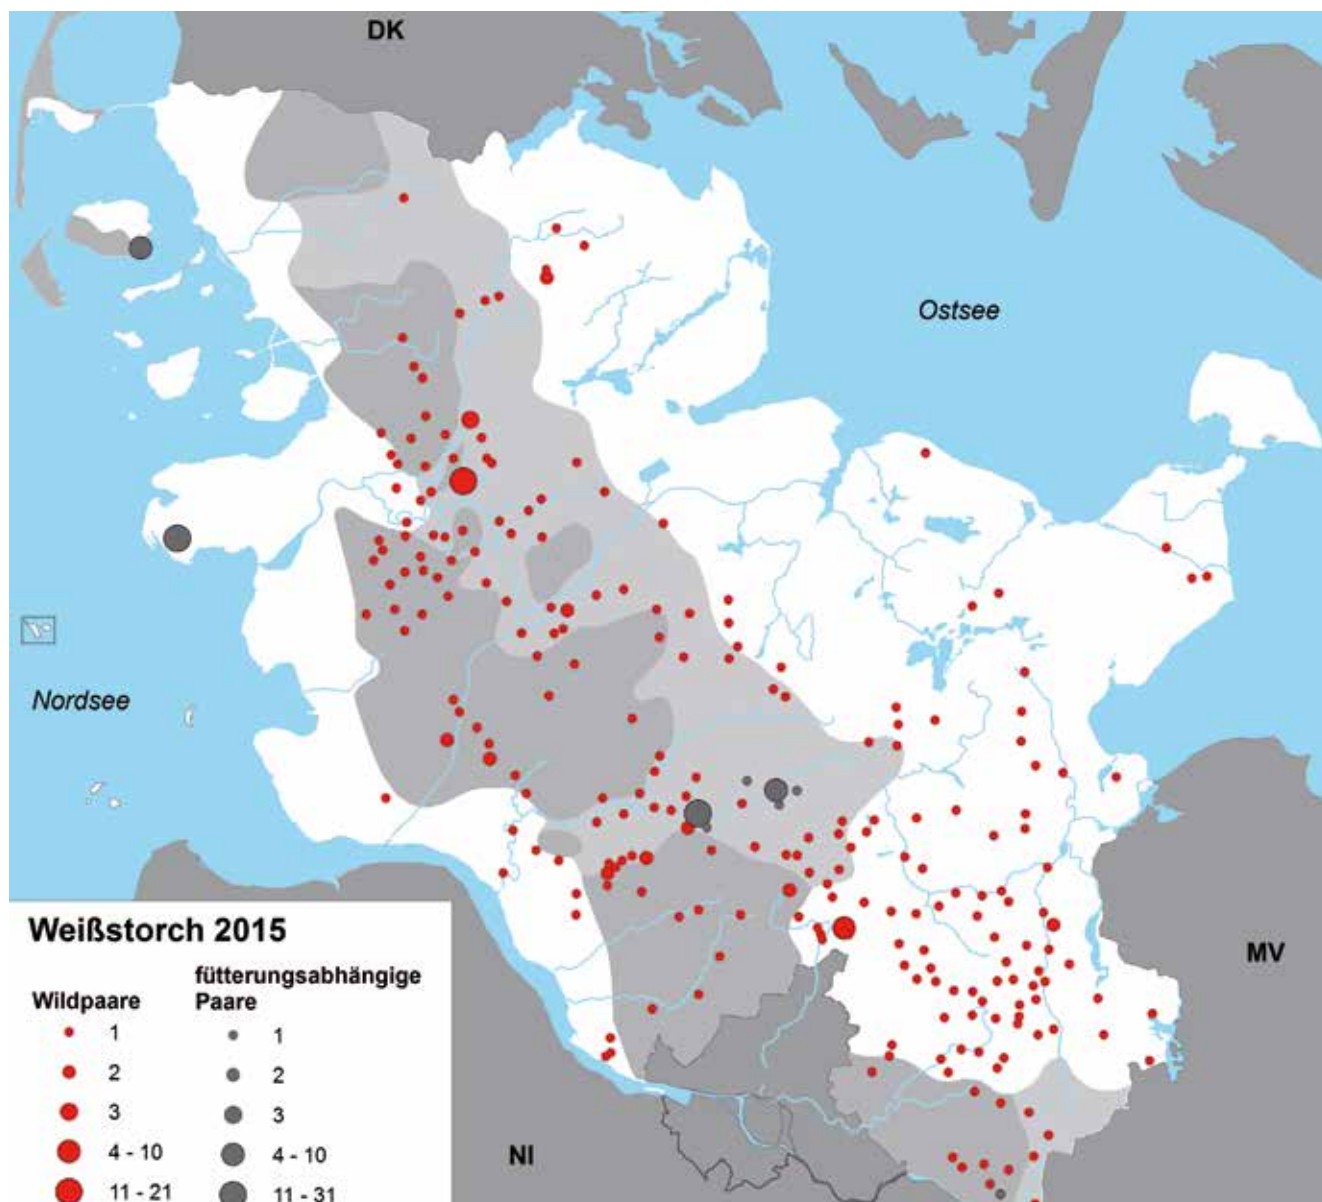 DK
Ostsee
Nordsee
MV
NI
Weißstorch 2015
Wildpaare
1
2
3
4 - 10
11 - 21
fütterungsabhängige
Paare
1
2
3
4 - 10
11 - 31